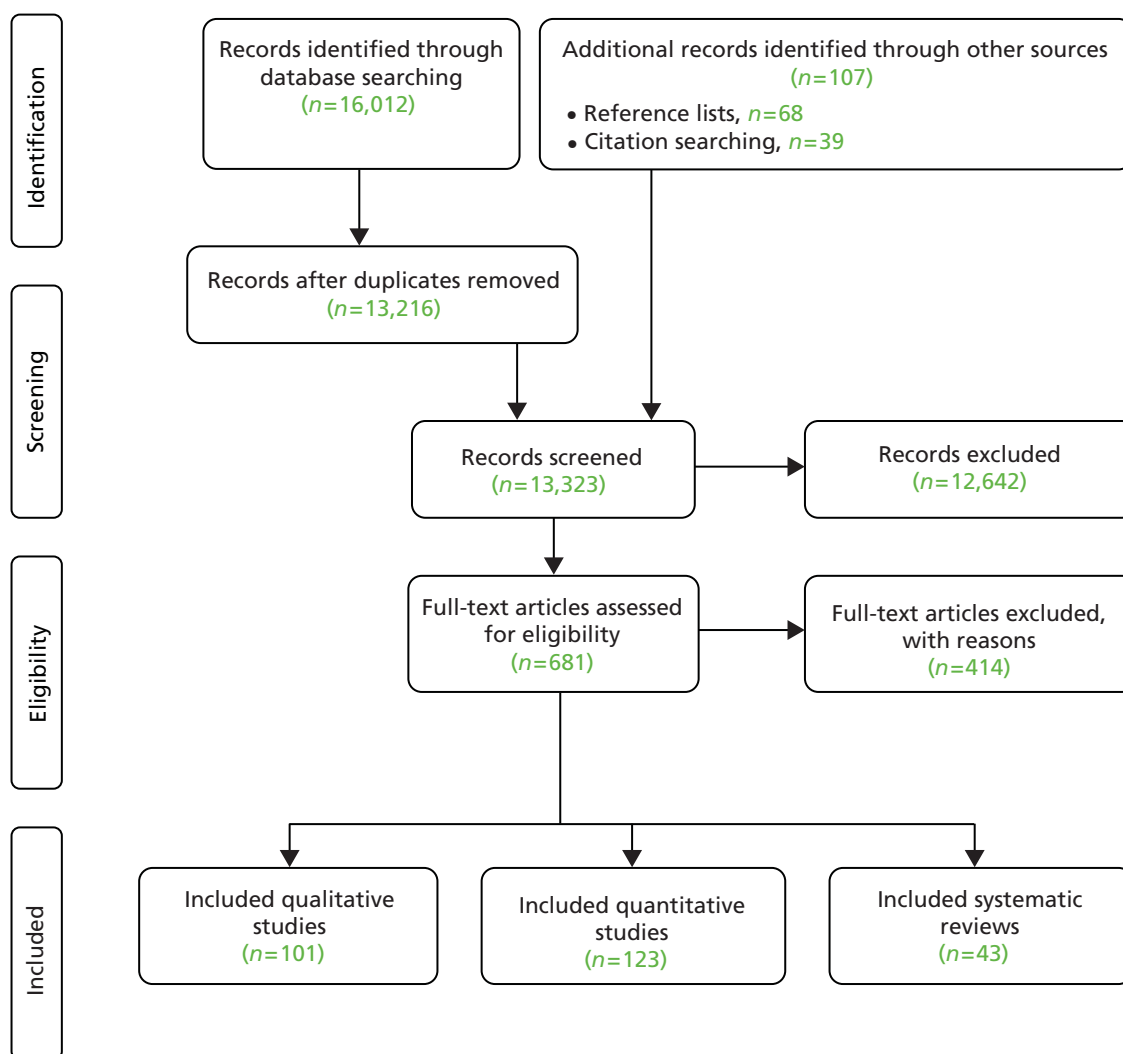 Identification
Records identified through
database searching
(n=16,012)
Additional records identified through other sources
(n=107)
• Reference lists, n=68
• Citation searching, n=39
Screening
Records after duplicates removed
(n=13,216)
Records screened
(n=13,323)
Records excluded
(n=12,642)
Eligibility
Full-text articles assessed
for eligibility
(n=681)
Full-text articles excluded,
with reasons
(n=414)
Included
Included qualitative
studies
(n=101)
Included quantitative
studies
(n=123)
Included systematic
reviews
(n=43)